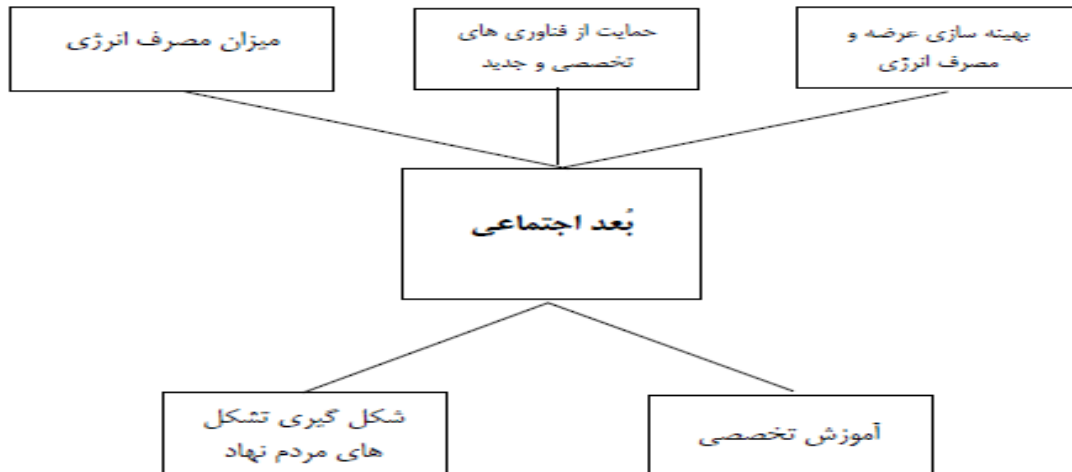 بهینه سازی عرضه و
مصرف انرژی
حمایت از فناوری های
تخصصی و جدید
میزان مصرف انرژی
بُعد اجتماعی
آموزش تخصصی
شکل گیری تشکل
های مردم نهاد